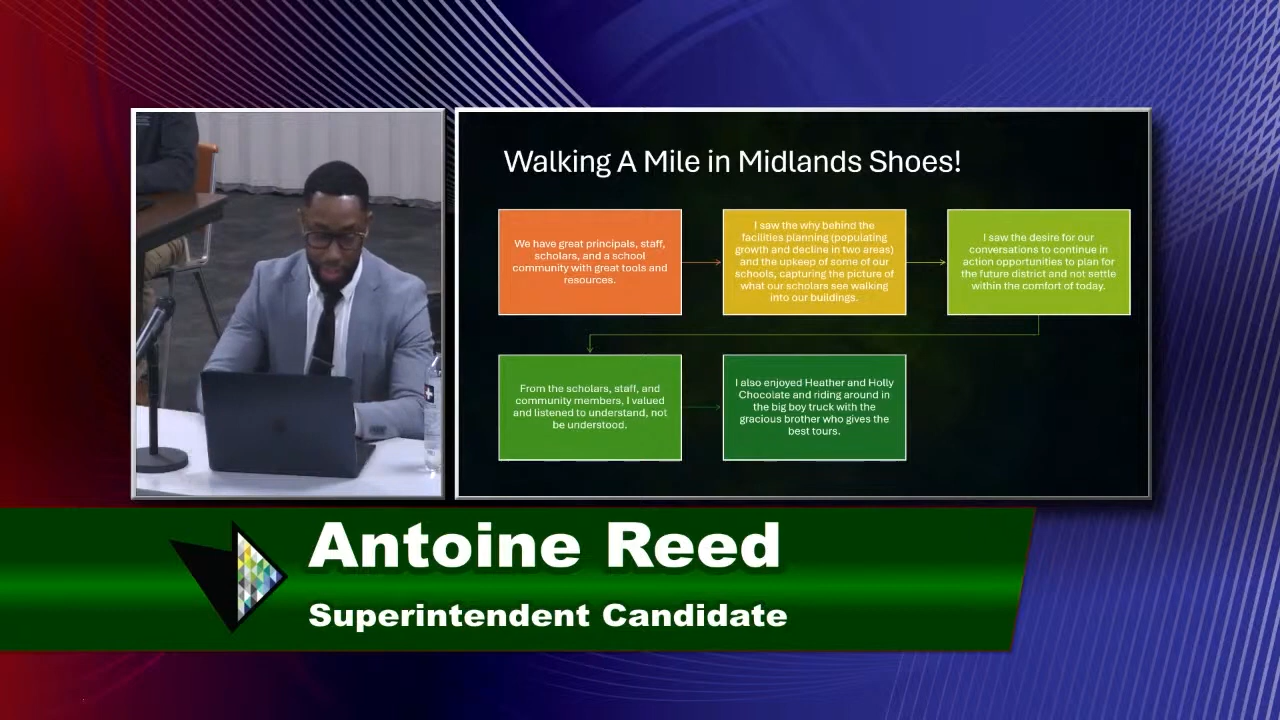 Walking A Mile in Midlands Shoes!
We have great principals, staff,
scholars, and a school
community with great tools and
resources.
I saw the why behind the
facilities planning (populating
growth and decline in two areas)
and the upkeep of some of our
schools, capturing the picture of
what our scholars see walking
into our buildings.
I saw the desire for our
conversations to continue in
action opportunities to plan for
the future district and not settle
within the comfort of today.
From the scholars, staff, and
community members, I valued
and listened to understand, not
be understood.
I also enjoyed Heather and Holly
Chocolate and riding around in
the big boy truck with the
gracious brother who gives the
best tours.
Antoine Reed
Superintendent Candidate